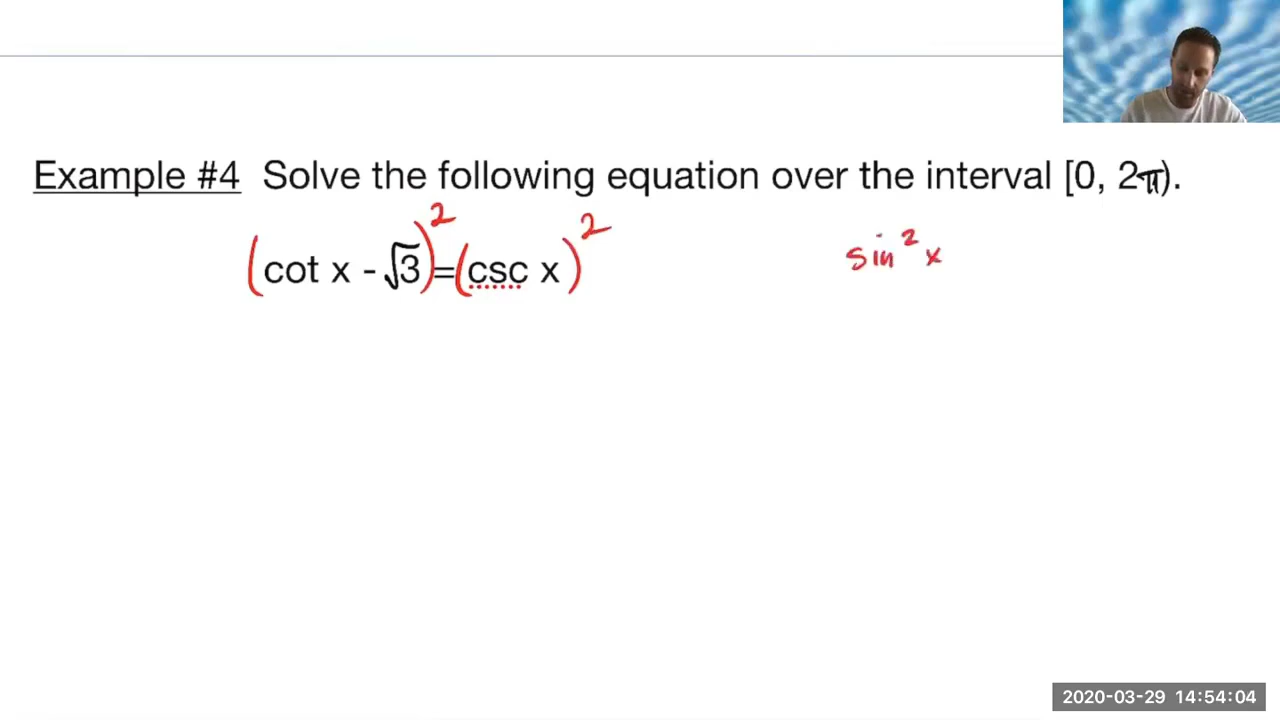 Example #4 Solve the following equation over the interval [0, 2π).
(cot x - √3)² = (csc x)²
sin² x
2020-03-29 14:54:04